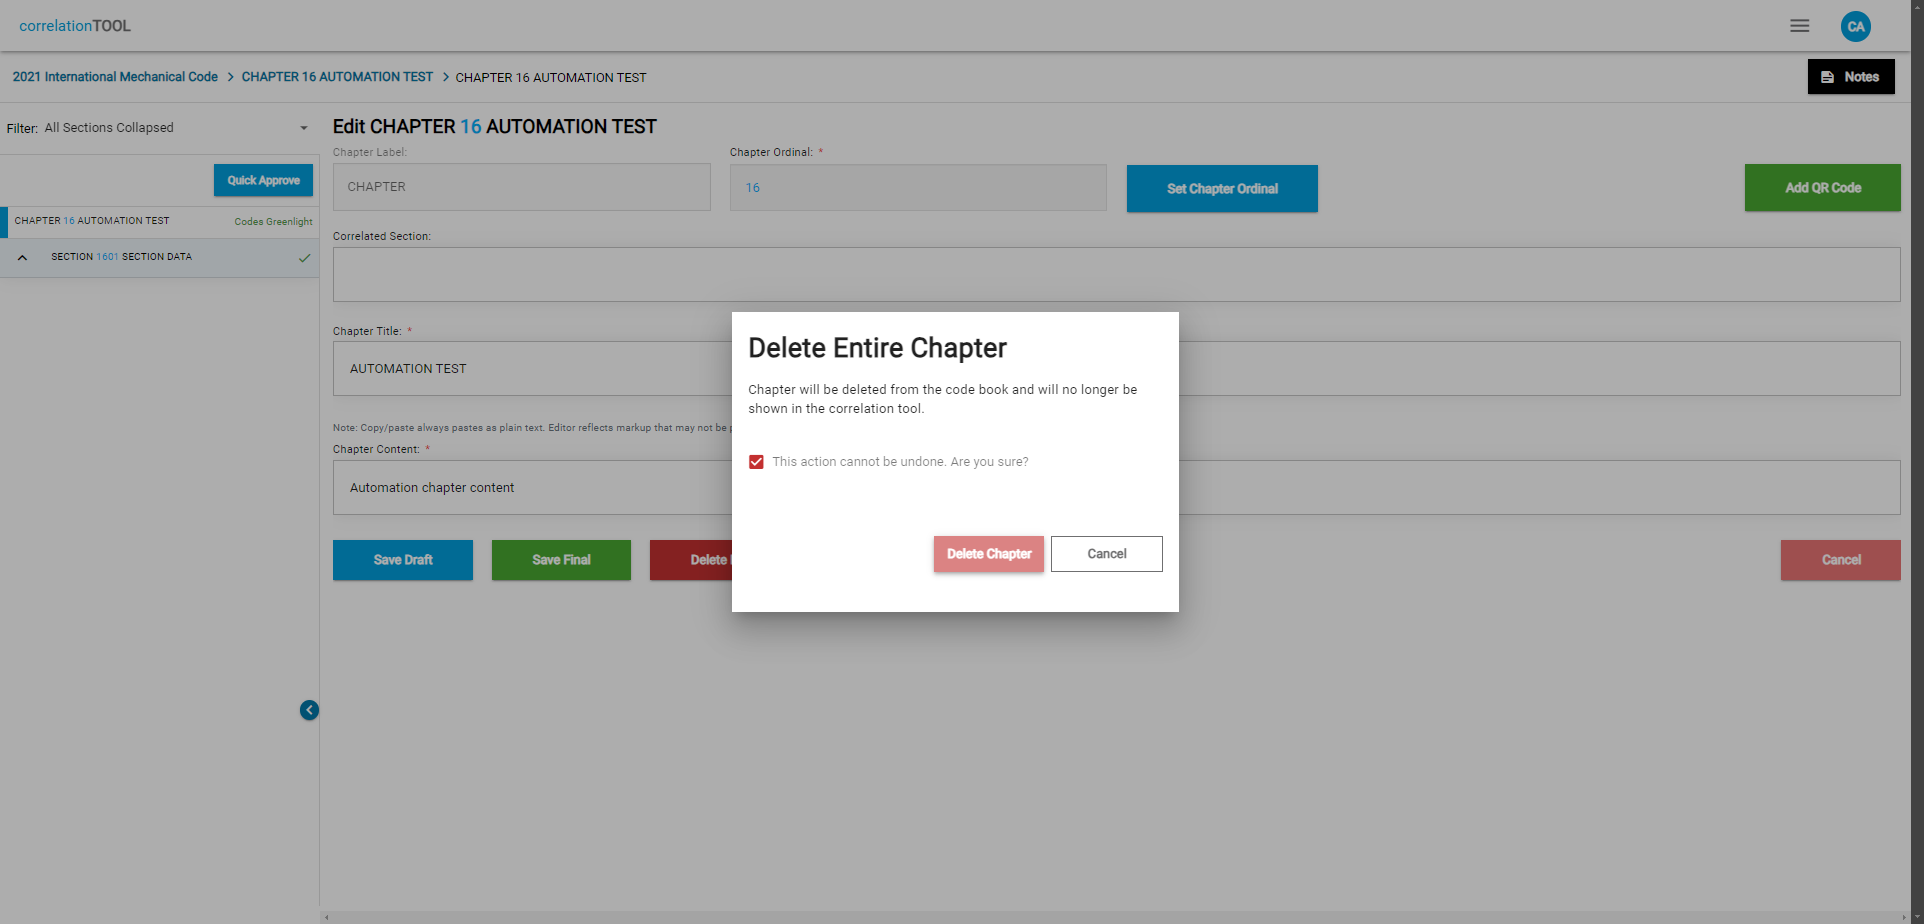 correlationTOOL
CA
2021 International Mechanical Code > CHAPTER 16 AUTOMATION TEST > CHAPTER 16 AUTOMATION TEST
Notes
Filter: All Sections Collapsed
Quick Approve
CHAPTER 16 AUTOMATION TEST Codes Greenlight
SECTION 1601 SECTION DATA
Edit CHAPTER 16 AUTOMATION TEST
Chapter Label:
CHAPTER
Chapter Ordinal: *
16
Set Chapter Ordinal
Add QR Code
Correlated Section:
Chapter Title: *
AUTOMATION TEST
Note: Copy/paste always pastes as plain text. Editor reflects markup that may not be
Chapter Content: *
Automation chapter content
Save Draft
Save Final
Delete
Cancel
Delete Entire Chapter
Chapter will be deleted from the code book and will no longer be
shown in the correlation tool.
This action cannot be undone. Are you sure?
Delete Chapter
Cancel